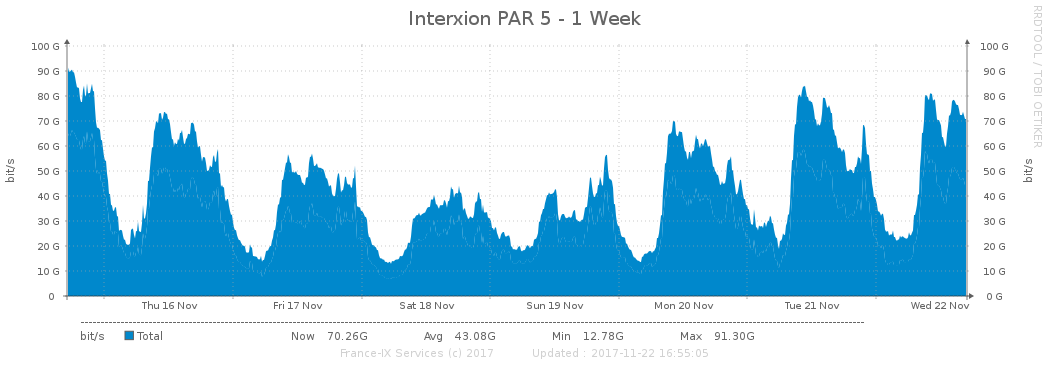 Interxion PAR 5 - 1 Week
RRDTOOL / TOBI OETIKER
bit/s
100 G
90 G
80 G
70 G
60 G
50 G
40 G
30 G
20 G
10 G
0
100 G
90 G
80 G
70 G
60 G
50 G
40 G
30 G
20 G
10 G
0 G
bit/s
Thu 16 Nov Fri 17 Nov Sat 18 Nov Sun 19 Nov Mon 20 Nov Tue 21 Nov Wed 22 Nov
bit/s Total Now 70.26G Avg 43.08G Min 12.78G Max 91.30G
France-IX Services (c) 2017 Updated : 2017-11-22 16:55:05